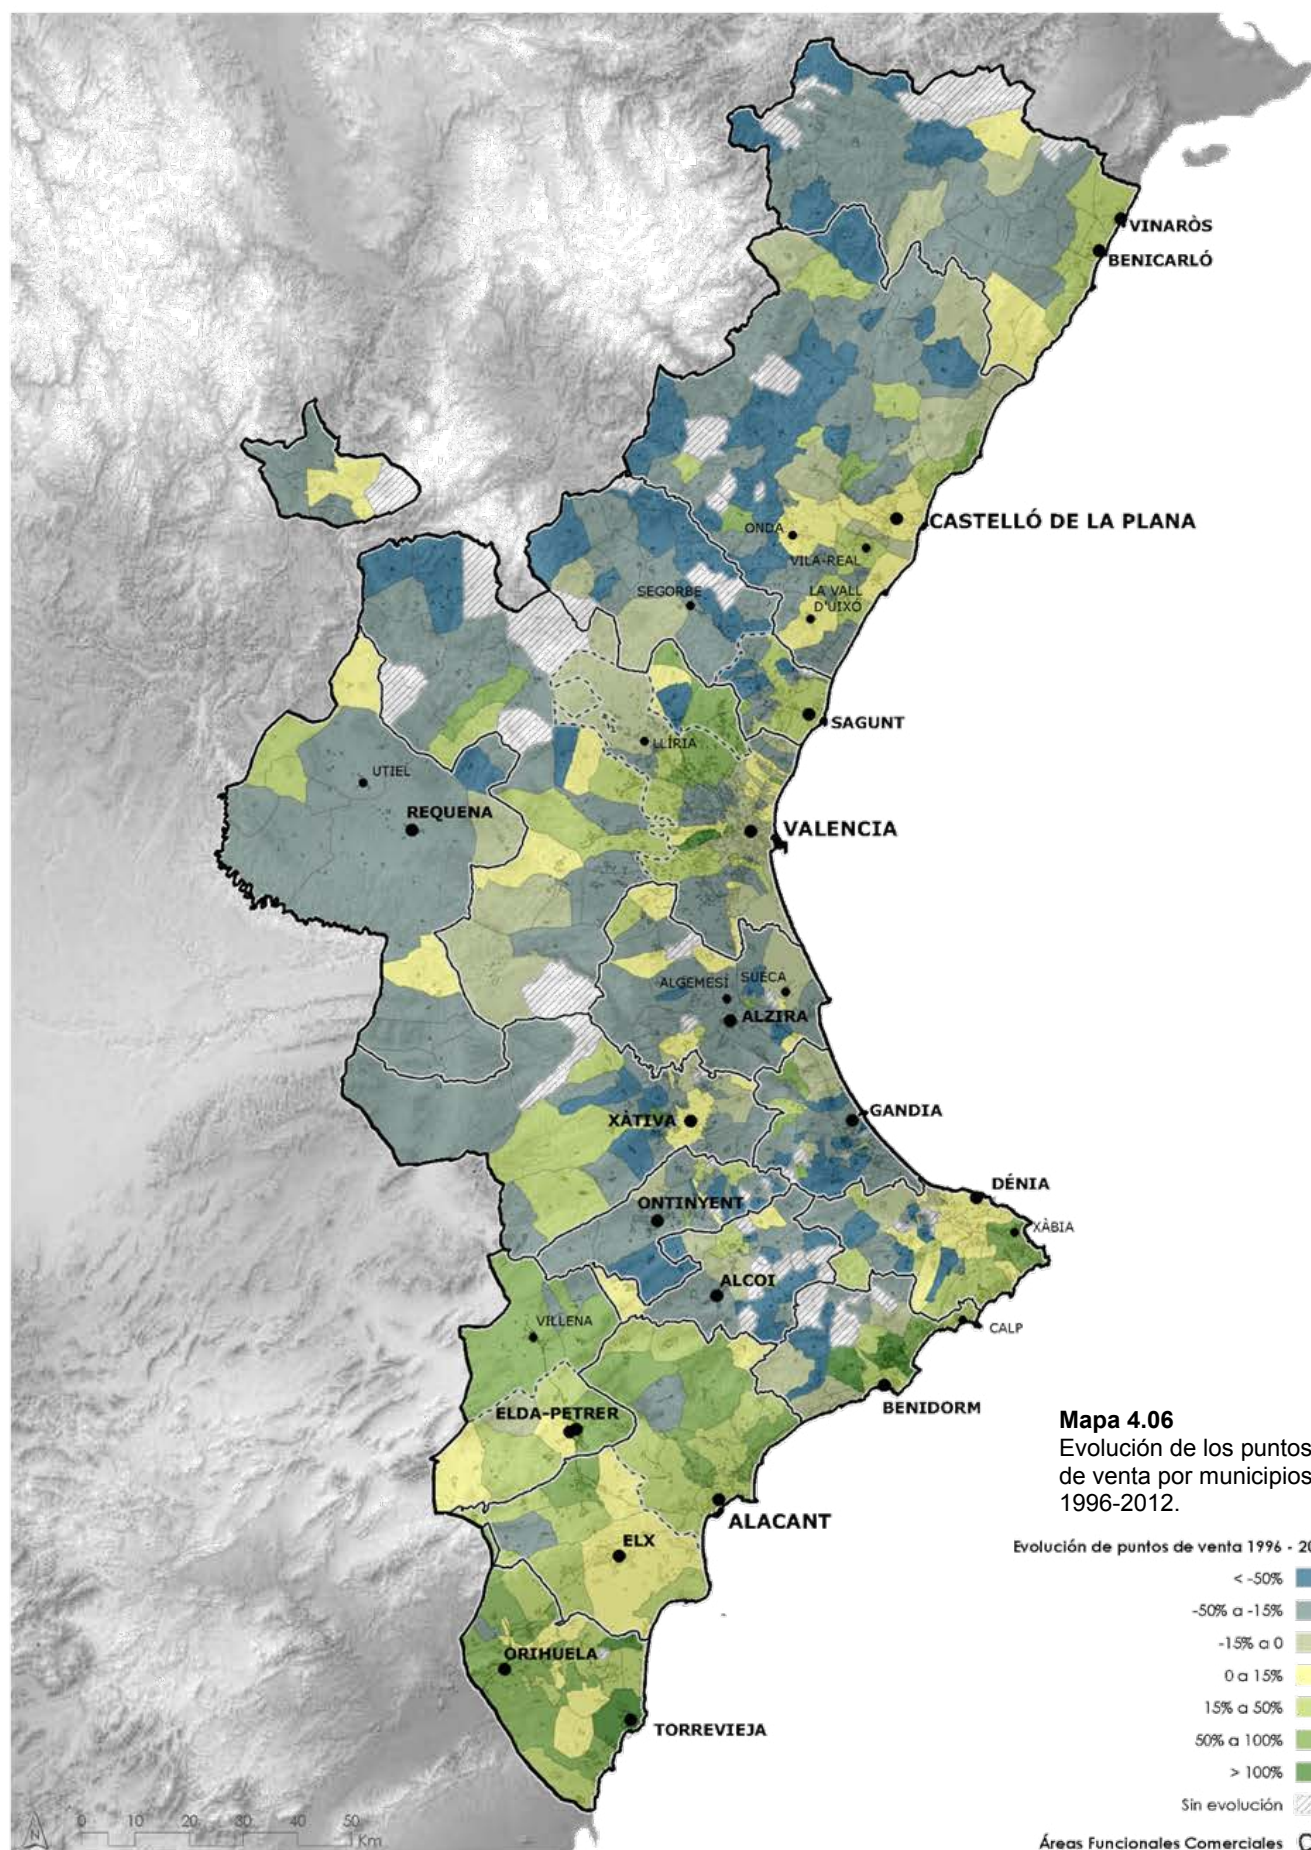 VINARÒS
BENICARLÓ
CASTELLÓ DE LA PLANA
ONDA
VILA-REAL
SEGORBE
LA VALL
D'UIXÓ
SAGUNT
LLÍRIA
UTIEL
REQUENA
VALENCIA
ALGEMESÍ
SUECA
ALZIRA
XÀTIVA
GANDIA
DÉNIA
ONTINYENT
XÀBIA
ALCOI
VILLENA
CALP
BENIDORM
ELDA-PETRER
Mapa 4.06
Evolución de los puntos
de venta por municipios
1996-2012.
ALACANT
ELX
Evolución de puntos de venta 1996 - 20
< -50%
-50% a -15%
-15% a 0
0 a 15%
15% a 50%
50% a 100%
> 100%
Sin evolución
Áreas Funcionales Comerciales
ORIHUELA
TORREVIEJA
0 10 20 30 40 50
Km
N